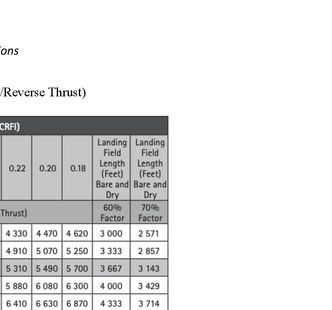 ions
/Reverse Thrust)
CRFI)
0.22 0.20 0.18 Landing Field Length (Feet) Bare and Dry Landing Field Length (Feet) Bare and Dry
Thrust) 60% Factor 70% Factor
4 330 4 470 4 620 3 000 2 571
4 910 5 070 5 250 3 333 2 857
5 310 5 490 5 700 3 667 3 143
5 880 6 080 6 300 4 000 3 429
6 410 6 630 6 870 4 333 3 714